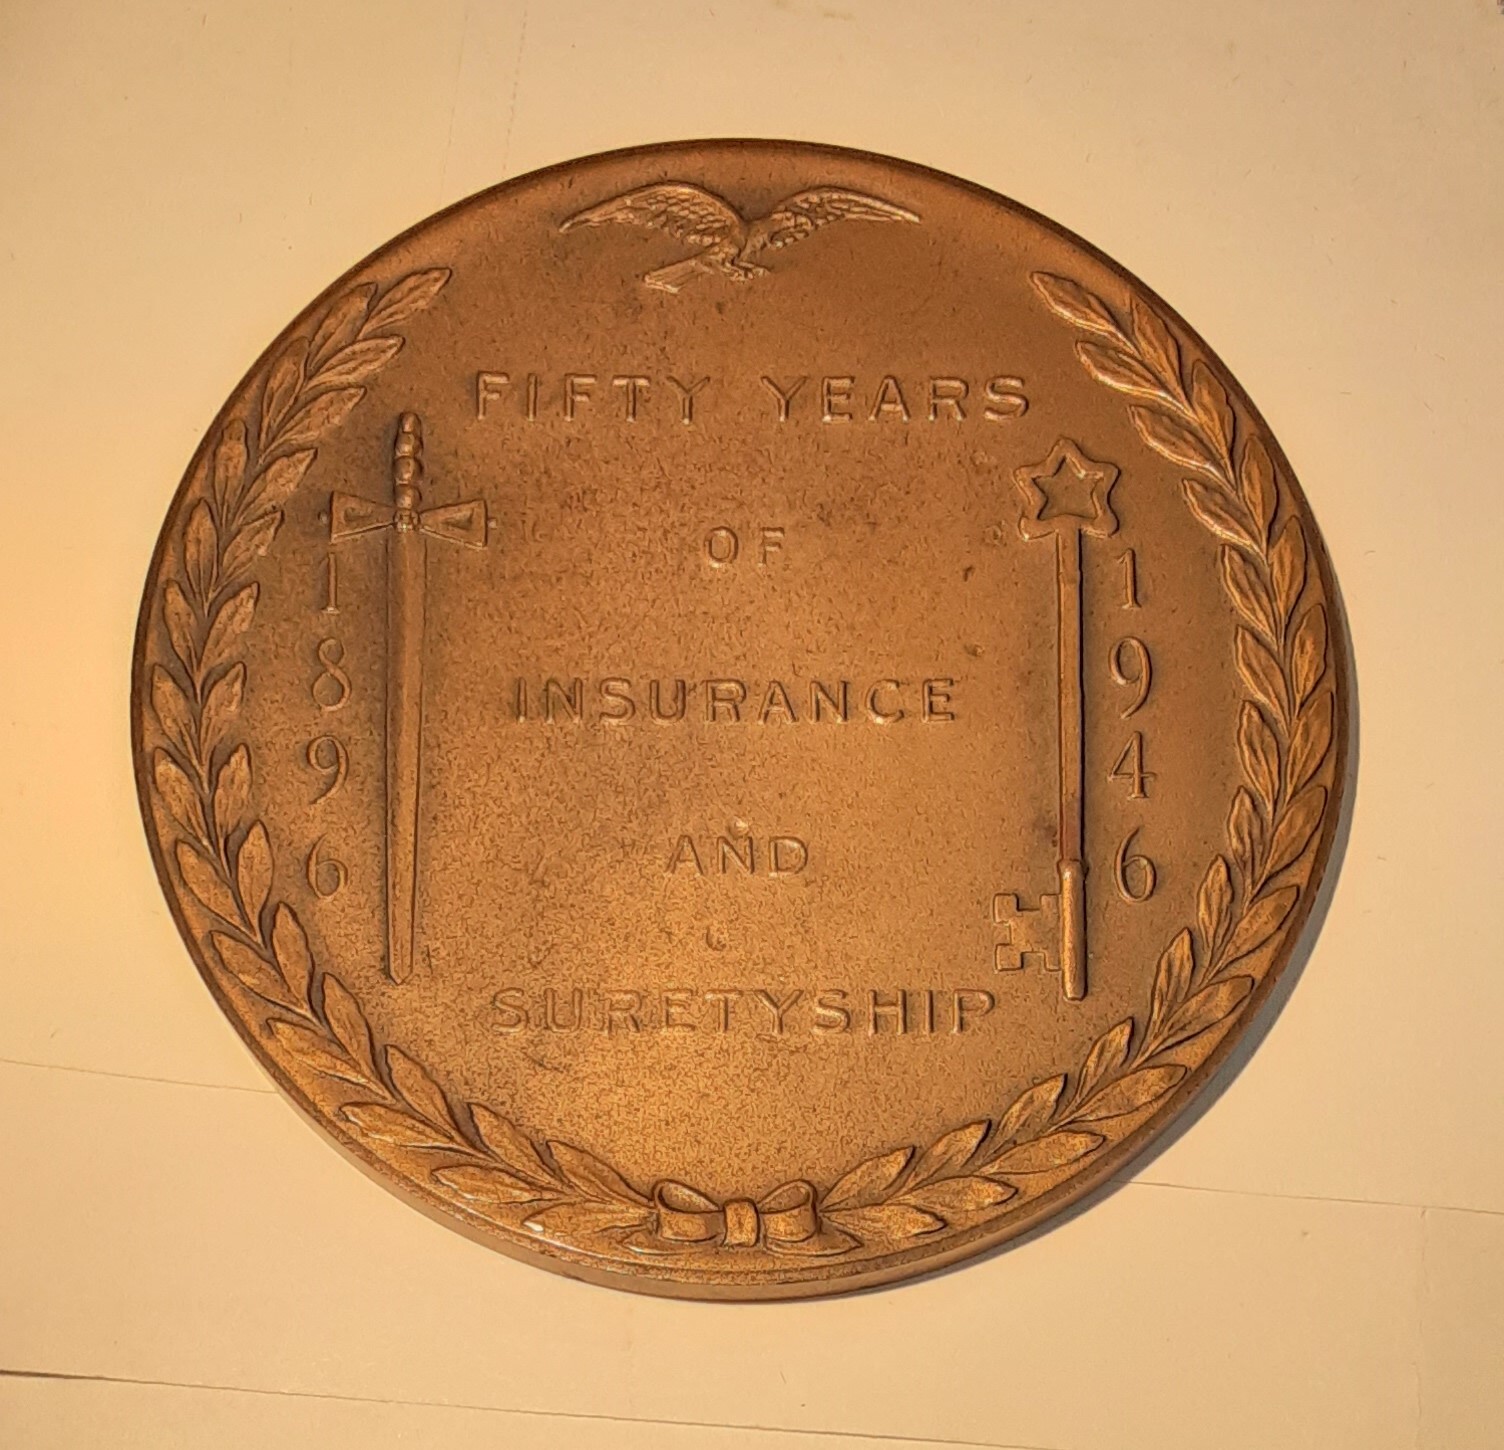 FIFTY YEARS
OF
INSURANCE
AND
SURETYSHIP
1896
1946